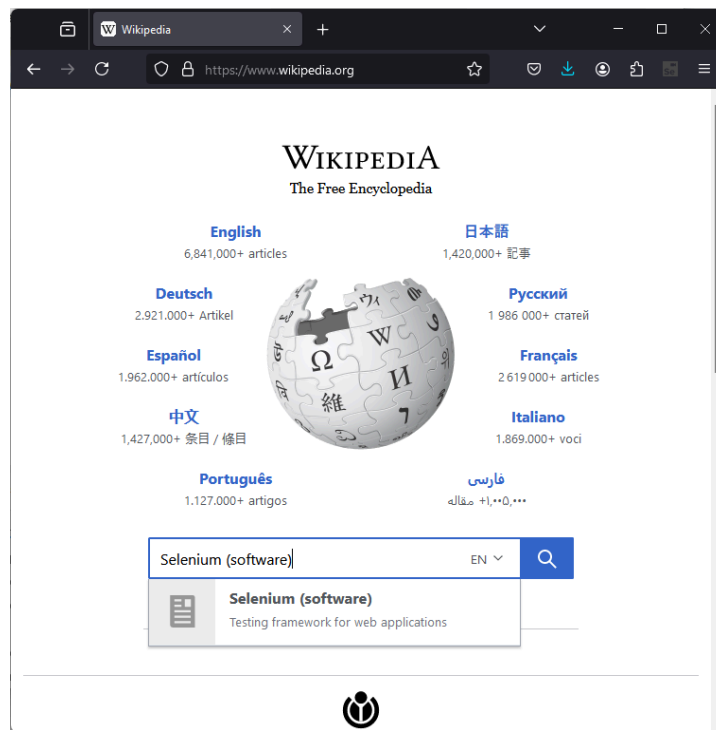 Wikipedia
https://www.wikipedia.org
WIKIPEDIA
The Free Encyclopedia
English
6,841,000+ articles
日本語
1,420,000+ 記事
Deutsch
2.921.000+ Artikel
Русский
1 986 000+ статей
Español
1.962.000+ artículos
Français
2 619 000+ articles
中文
1,427,000+ 条目 / 條目
Italiano
1.869.000+ voci
Português
1.127.000+ artigos
فارسی
۱,۰۰۵,۰۰۰+ مقاله
Ω
W
И
維
ウィ
7
Selenium (software)
EN
Selenium (software)
Testing framework for web applications